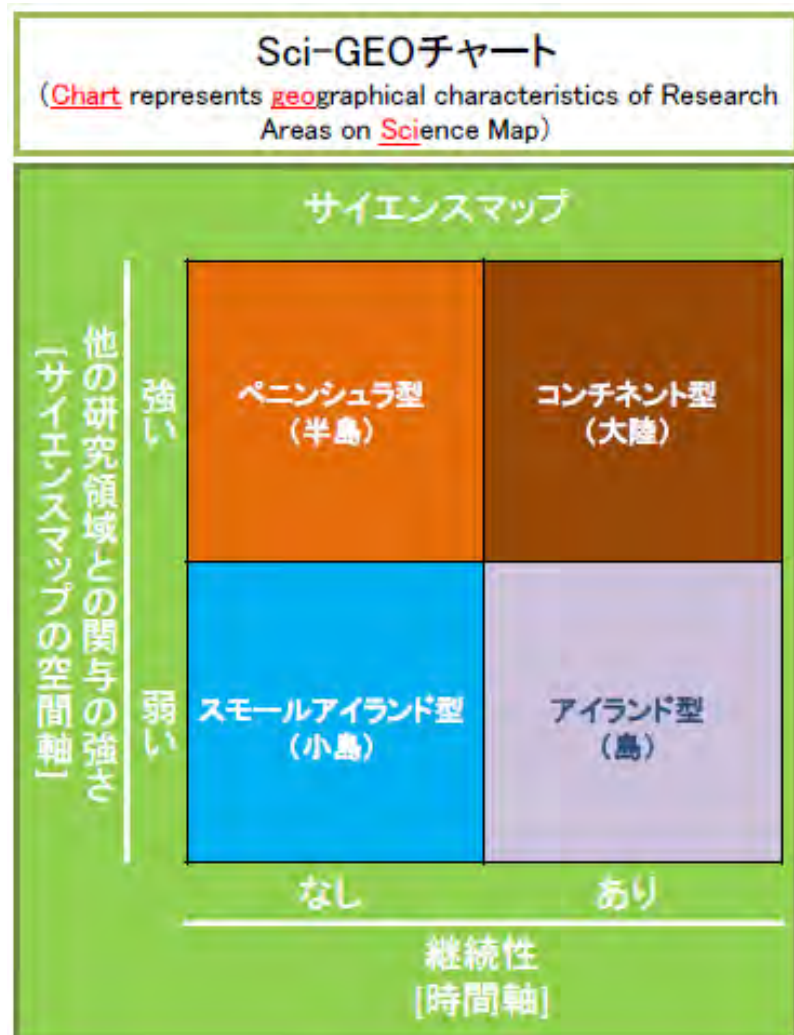 Sci-GEOチャート
（Chart represents geographical characteristics of Research
Areas on Science Map）
サイエンスマップ
他の研究領域との関与の強さ
[サイエンスマップの空間軸]
強い
ペニンシュラ型
（半島）
コンチネント型
（大陸）
弱い
スモールアイランド型
（小島）
アイランド型
（島）
なし
あり
継続性
[時間軸]